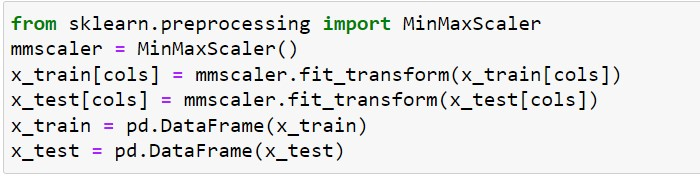 from sklearn.preprocessing import MinMaxScaler
mmscaler = MinMaxScaler()
x_train[cols] = mmscaler.fit_transform(x_train[cols])
x_test[cols] = mmscaler.fit_transform(x_test[cols])
x_train = pd.DataFrame(x_train)
x_test = pd.DataFrame(x_test)